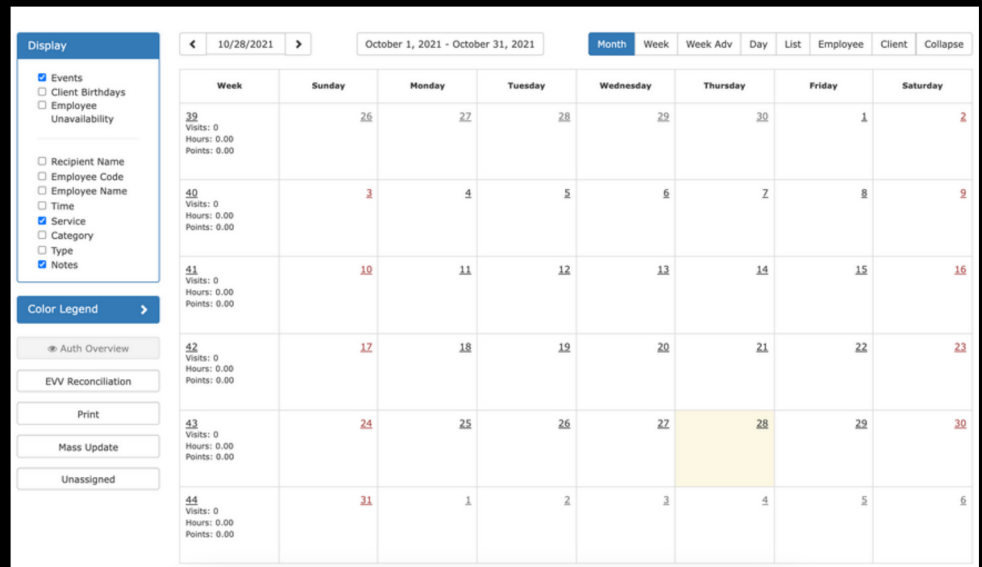 Display
Events
Client Birthdays
Employee
Unavailability
Recipient Name
Employee Code
Employee Name
Time
Service
Category
Type
Notes
Color Legend
Auth Overview
EVV Reconciliation
Print
Mass Update
Unassigned
10/28/2021
October 1, 2021 - October 31, 2021
Month Week Week Adv Day List Employee Client Collapse
Week Sunday Monday Tuesday Wednesday Thursday Friday Saturday
39 26 27 28 29 30 1 2
Visits: 0
Hours: 0.00
Points: 0.00
40 3 4 5 6 7 8 9
Visits: 0
Hours: 0.00
Points: 0.00
41 10 11 12 13 14 15 16
Visits: 0
Hours: 0.00
Points: 0.00
42 17 18 19 20 21 22 23
Visits: 0
Hours: 0.00
Points: 0.00
43 24 25 26 27 28 29 30
Visits: 0
Hours: 0.00
Points: 0.00
44 31 1 2 3 4 5 6
Visits: 0
Hours: 0.00
Points: 0.00